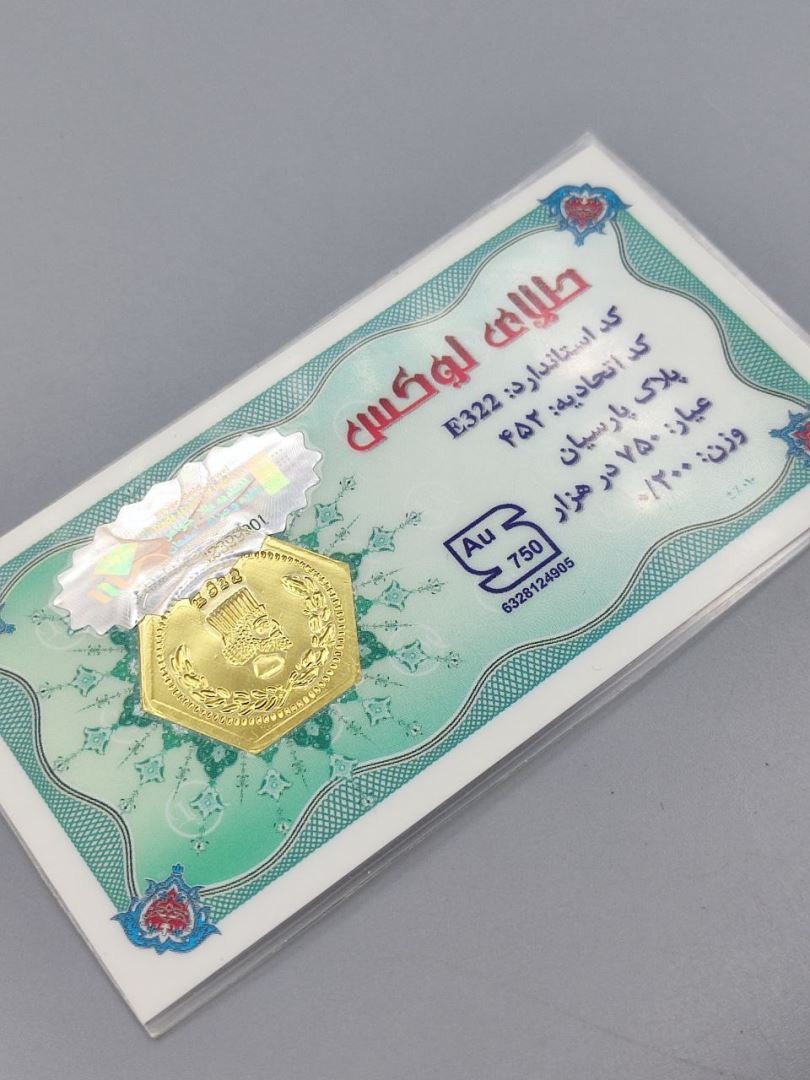 طلای لوکس
کد استاندارد: E322
کد اتحادیه: ۴۵۲
پلاک پارسیان
عیار: ۷۵۰ در هزار
وزن: ۰/۲۰۰
Au
750
6328124905
E322